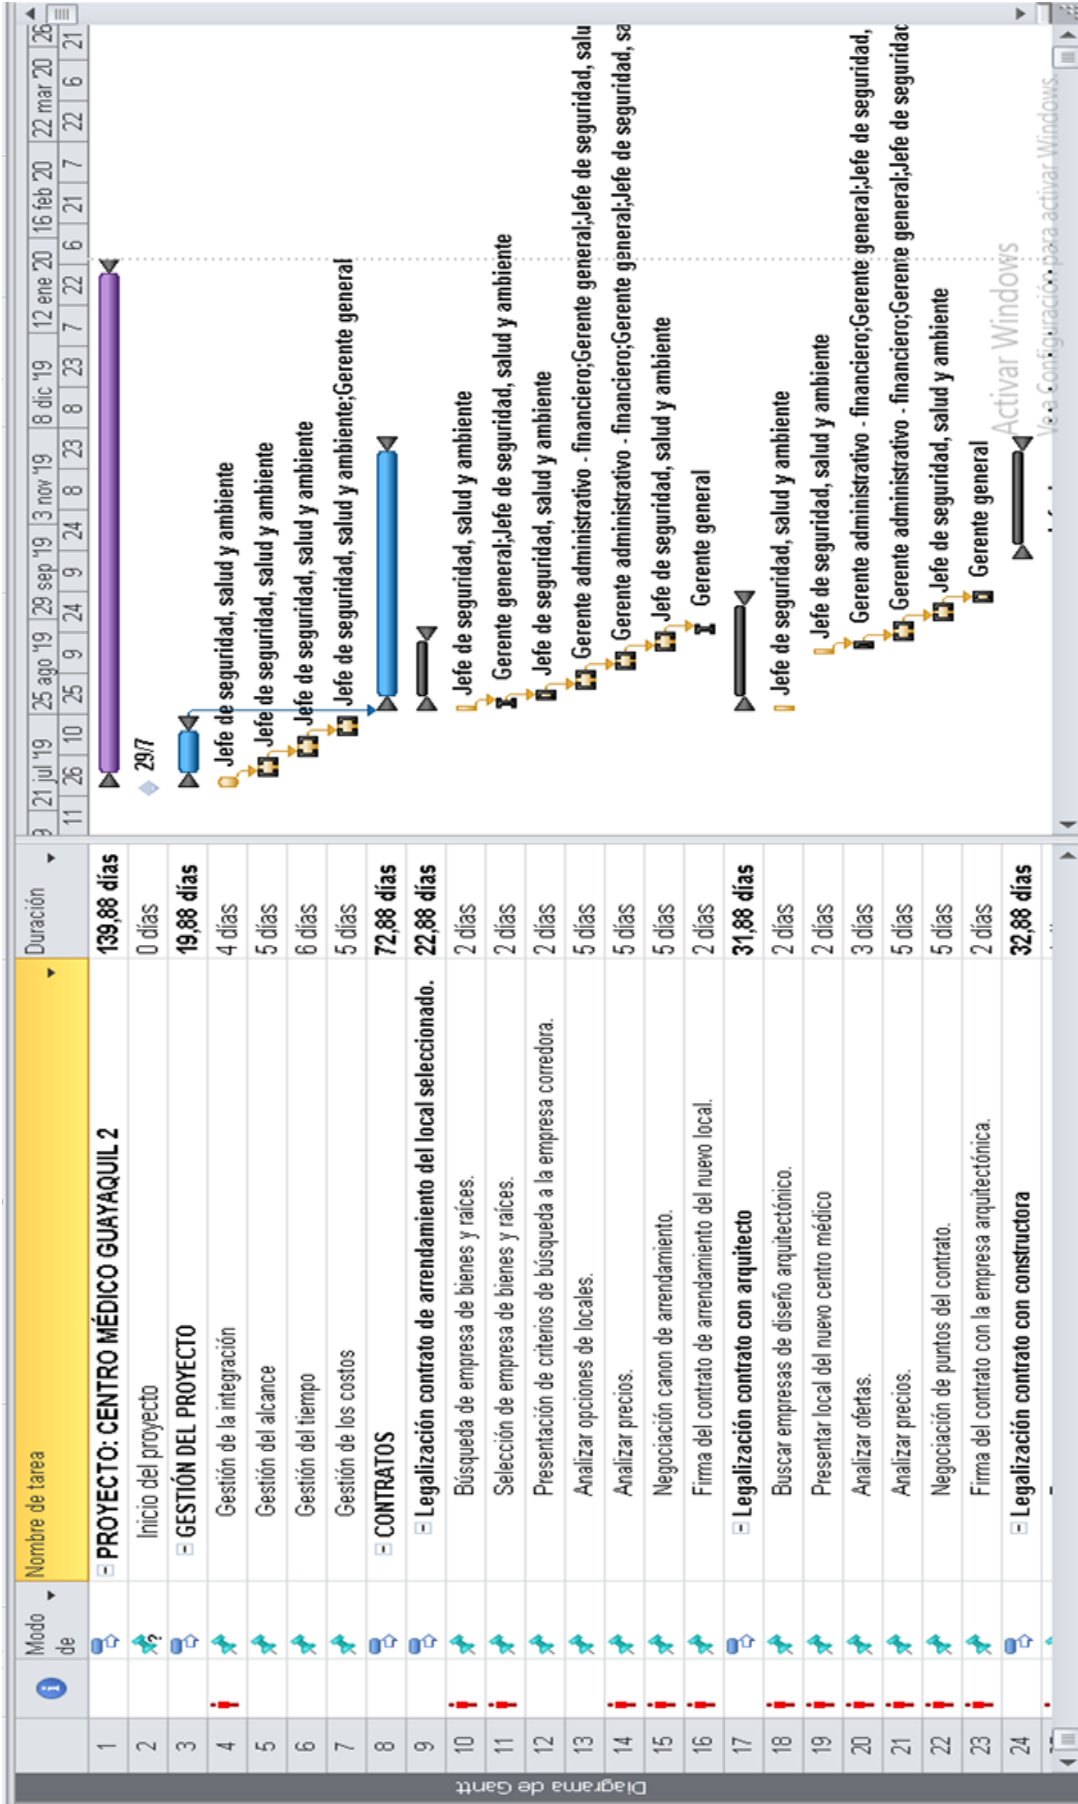 Modo de
Nombre de tarea
Duración
9 21 jul '19 25 ago '19 29 sep '19 3 nov '19 8 dic '19 12 ene '20 16 feb '20 22 mar '20 26
11 26 10 25 9 24 9 24 8 23 8 23 7 22 6 21 7 22 6 21
1 PROYECTO: CENTRO MÉDICO GUAYAQUIL 2 139,88 días
2 Inicio del proyecto 0 días 29/7
3 GESTIÓN DEL PROYECTO 19,88 días
4 Gestión de la integración 4 días Jefe de seguridad, salud y ambiente
5 Gestión del alcance 5 días Jefe de seguridad, salud y ambiente
6 Gestión del tiempo 6 días Jefe de seguridad, salud y ambiente
7 Gestión de los costos 5 días Jefe de seguridad, salud y ambiente;Gerente general
8 CONTRATOS 72,88 días
9 Legalización contrato de arrendamiento del local seleccionado. 22,88 días
10 Búsqueda de empresa de bienes y raíces. 2 días Jefe de seguridad, salud y ambiente
11 Selección de empresa de bienes y raíces. 2 días Gerente general;Jefe de seguridad, salud y ambiente
12 Presentación de criterios de búsqueda a la empresa corredora. 2 días Jefe de seguridad, salud y ambiente
13 Analizar opciones de locales. 5 días Gerente administrativo - financiero;Gerente general;Jefe de seguridad, salu
14 Analizar precios. 5 días Gerente administrativo - financiero;Gerente general;Jefe de seguridad, sa
15 Negociación canon de arrendamiento. 5 días Jefe de seguridad, salud y ambiente
16 Firma del contrato de arrendamiento del nuevo local. 2 días Gerente general
17 Legalización contrato con arquitecto 31,88 días
18 Buscar empresas de diseño arquitectónico. 2 días Jefe de seguridad, salud y ambiente
19 Presentar local del nuevo centro médico 2 días Jefe de seguridad, salud y ambiente
20 Analizar ofertas. 3 días Gerente administrativo - financiero;Gerente general;Jefe de seguridad,
21 Analizar precios. 5 días Gerente administrativo - financiero;Gerente general;Jefe de seguridad
22 Negociación de puntos del contrato. 5 días Jefe de seguridad, salud y ambiente
23 Firma del contrato con la empresa arquitectónica. 2 días Gerente general
24 Legalización contrato con constructora 32,88 días
Diagrama de Gantt
Activar Windows
Ve a Configuración para activar Windows.